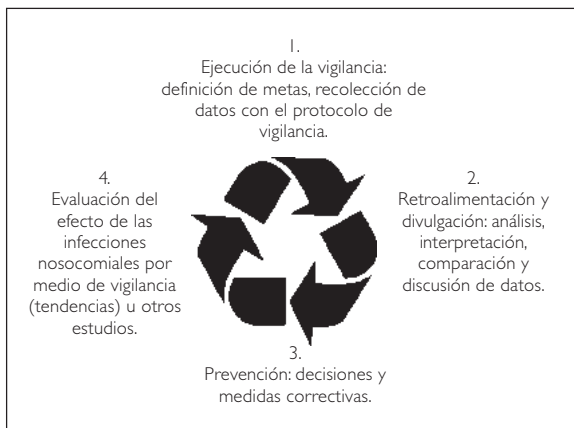 1.
Ejecución de la vigilancia:
definición de metas, recolección de
datos con el protocolo de
vigilancia.
2.
Retroalimentación y
divulgación: análisis,
interpretación,
comparación y
discusión de datos.
3.
Prevención: decisiones y
medidas correctivas.
4.
Evaluación del
efecto de las
infecciones
nosocomiales por
medio de vigilancia
(tendencias) u otros
estudios.